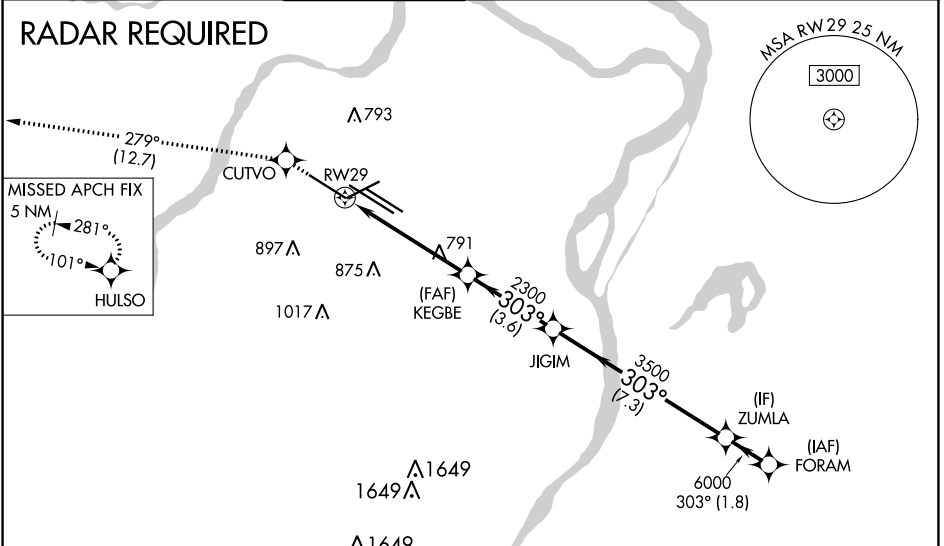 RADAR REQUIRED
MSA RW29 25 NM
3000
793
279°
(12.7)
CUTVO
RW29
MISSED APCH FIX
5 NM
281°
101°
HULSO
897
791
875
(FAF)
KEGBE
1017
2300
303°
(3.6)
JIGIM
3500
303°
(7.3)
(IF)
ZUMLA
(IAF)
FORAM
6000
303° (1.8)
1649
1649
1649